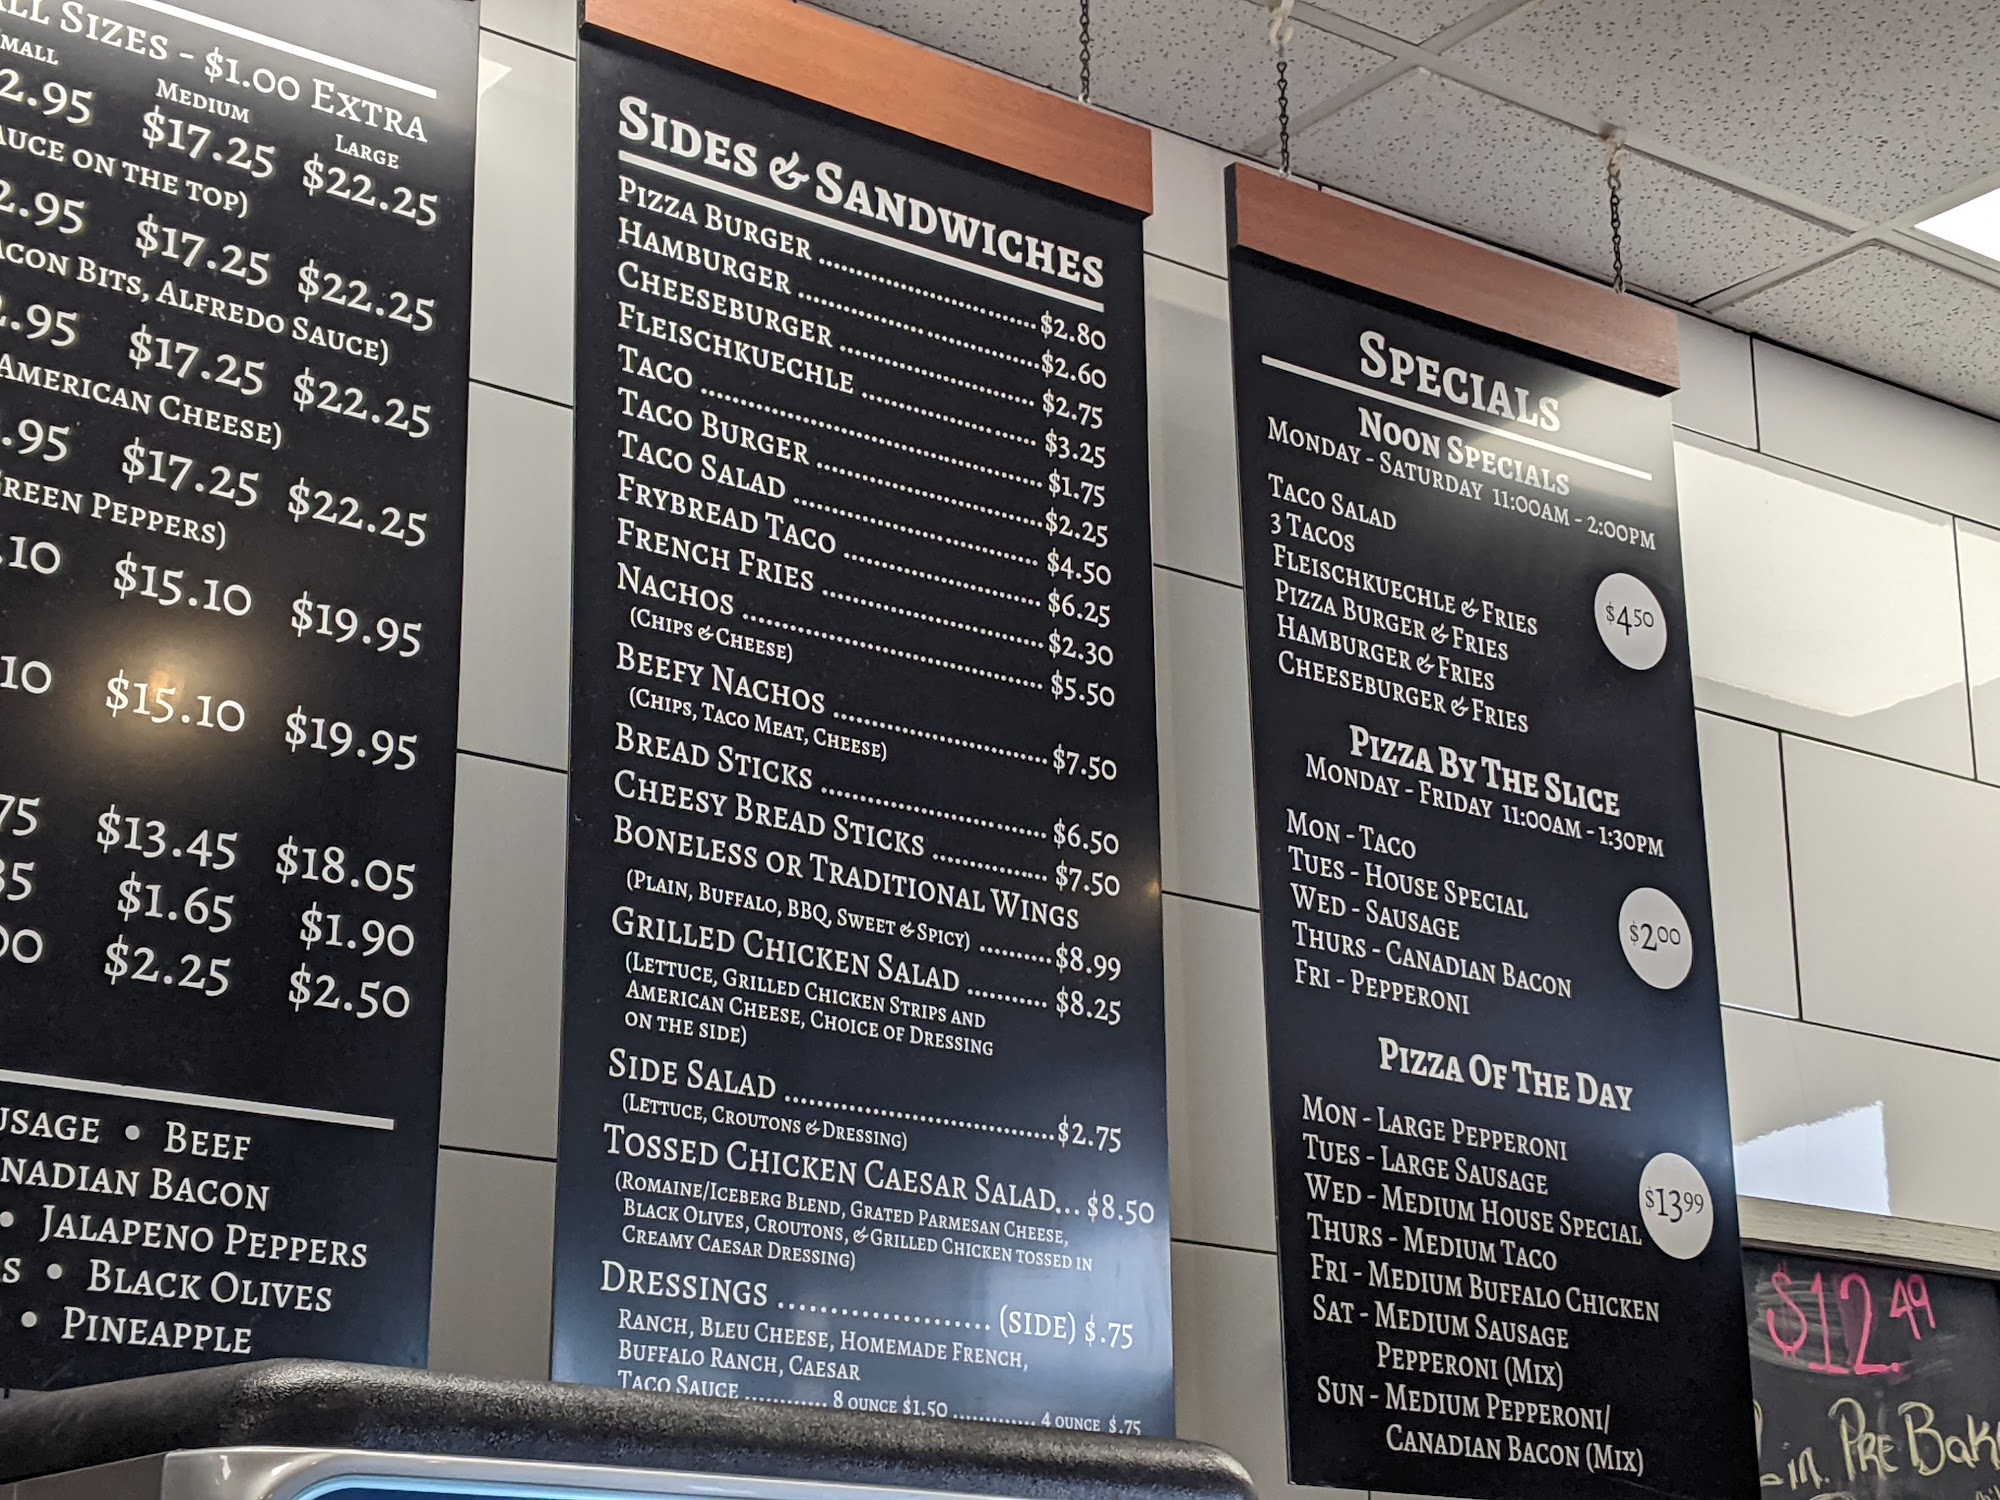 Sizes - $1.00 Extra
Medium Large
2.95 $17.25 $22.25
Sauce on the top)
2.95 $17.25 $22.25
Bacon Bits, Alfredo Sauce)
.95 $17.25 $22.25
American Cheese)
.95 $17.25 $22.25
Green Peppers)
.10 $15.10 $19.95
10 $15.10 $19.95
75 $13.45 $18.05
$1.65 $1.90
$2.25 $2.50
• Beef
Bacon
• Jalapeno Peppers
• Black Olives
• Pineapple
Sides & Sandwiches
Pizza Burger $2.80
Hamburger $2.60
Cheeseburger $2.75
Fleischkuechle $3.25
Taco $1.75
Taco Burger $2.25
Taco Salad $4.50
Frybread Taco $6.25
French Fries $2.30
Nachos $5.50
(Chips & Cheese)
Beefy Nachos $7.50
(Chips, Taco Meat, Cheese)
Bread Sticks $6.50
Cheesy Bread Sticks $7.50
Boneless or Traditional Wings
(Plain, Buffalo, BBQ, Sweet & Spicy) $8.99
Grilled Chicken Salad $8.25
(Lettuce, Grilled Chicken Strips and
American Cheese, Choice of Dressing
on the side)
Side Salad $2.75
(Lettuce, Croutons & Dressing)
Tossed Chicken Caesar Salad... $8.50
(Romaine/Iceberg Blend, Grated Parmesan Cheese,
Black Olives, Croutons, & Grilled Chicken tossed in
Creamy Caesar Dressing)
Dressings (side) $.75
Ranch, Bleu Cheese, Homemade French,
Buffalo Ranch, Caesar
Taco Sauce 8 ounce $1.50 4 ounce $.75
Specials
Noon Specials
Monday - Saturday 11:00am - 2:00pm
Taco Salad
3 Tacos
Fleischkuechle & Fries
Pizza Burger & Fries
Hamburger & Fries
Cheeseburger & Fries
$4.50
Pizza By The Slice
Monday - Friday 11:00am - 1:30pm
Mon - Taco
Tues - House Special
Wed - Sausage
Thurs - Canadian Bacon
Fri - Pepperoni
$2.00
Pizza Of The Day
Mon - Large Pepperoni
Tues - Large Sausage
Wed - Medium House Special
Thurs - Medium Taco
Fri - Medium Buffalo Chicken
Sat - Medium Sausage
Pepperoni (Mix)
Sun - Medium Pepperoni/
Canadian Bacon (Mix)
$13.99
$12.49
in. Pre